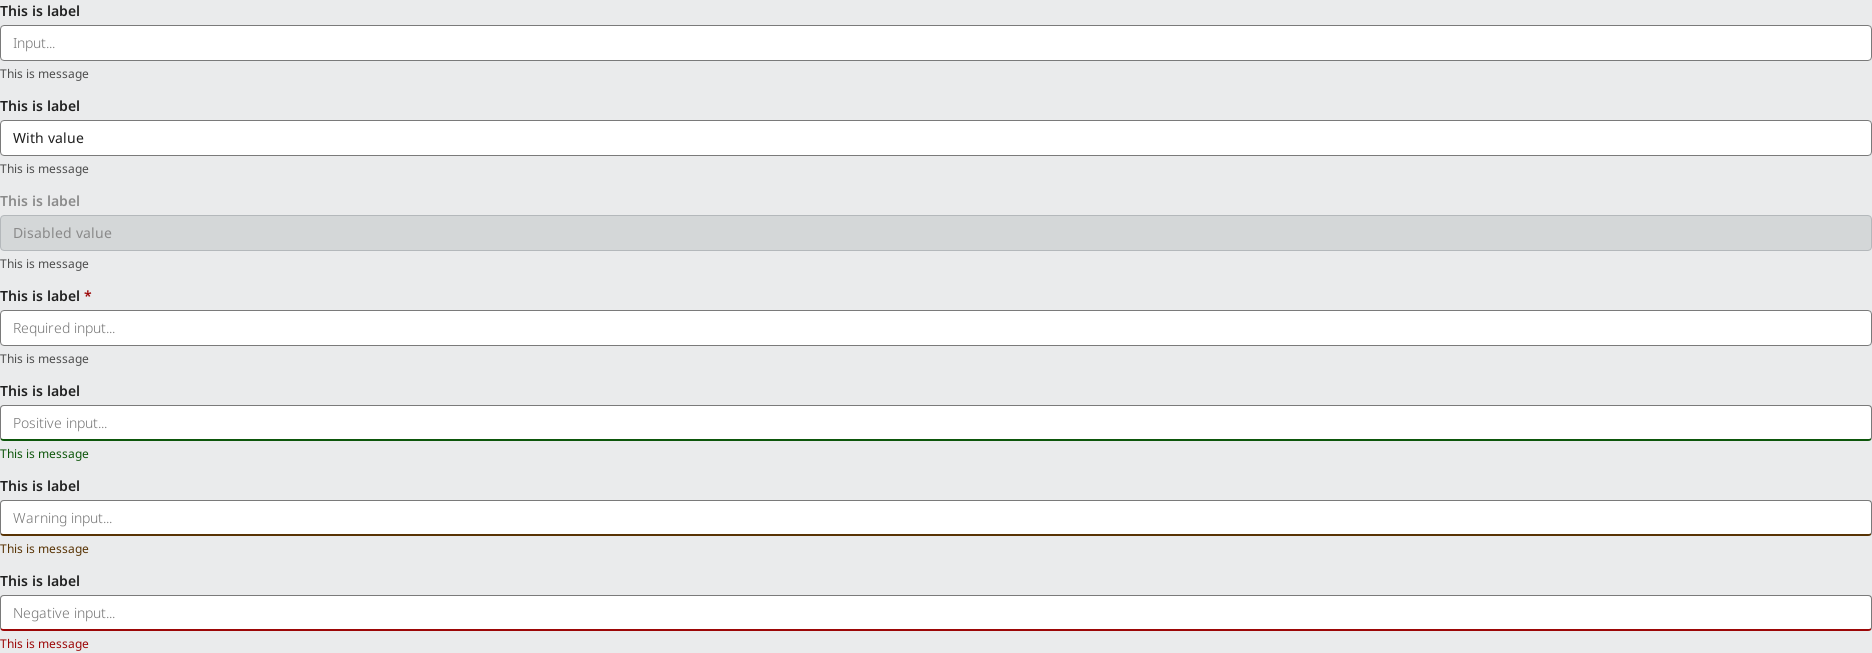 This is label
Input...
This is message
This is label
With value
This is message
This is label
Disabled value
This is message
This is label *
Required input...
This is message
This is label
Positive input...
This is message
This is label
Warning input...
This is message
This is label
Negative input...
This is message